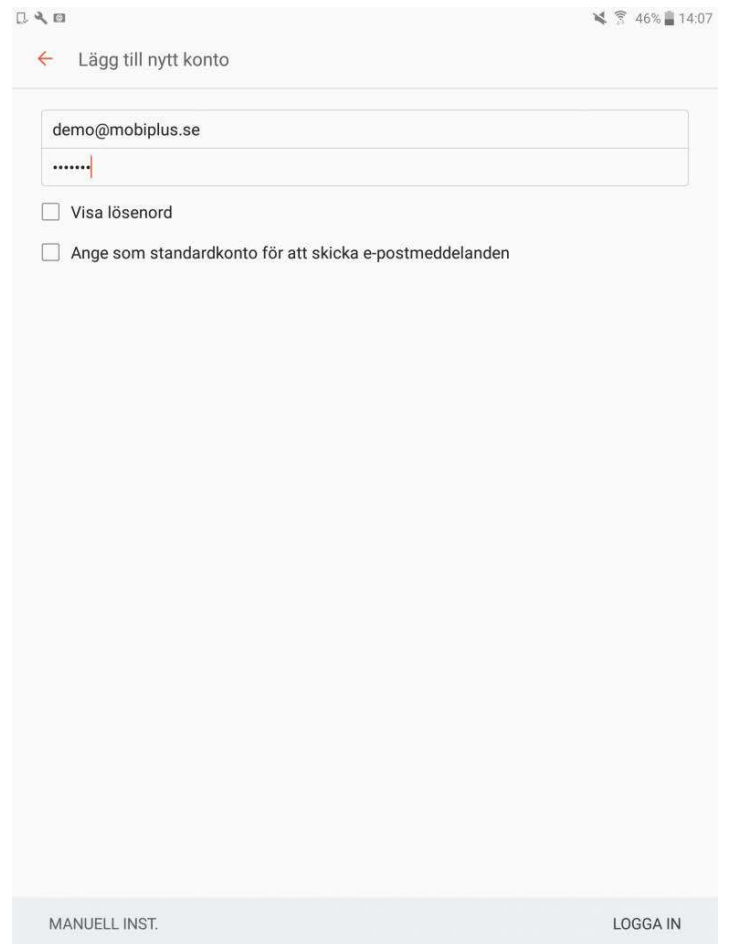 46% 14:07
Lägg till nytt konto
demo@mobiplus.se
•••••••
Visa lösenord
Ange som standardkonto för att skicka e-postmeddelanden
MANUELL INST. LOGGA IN